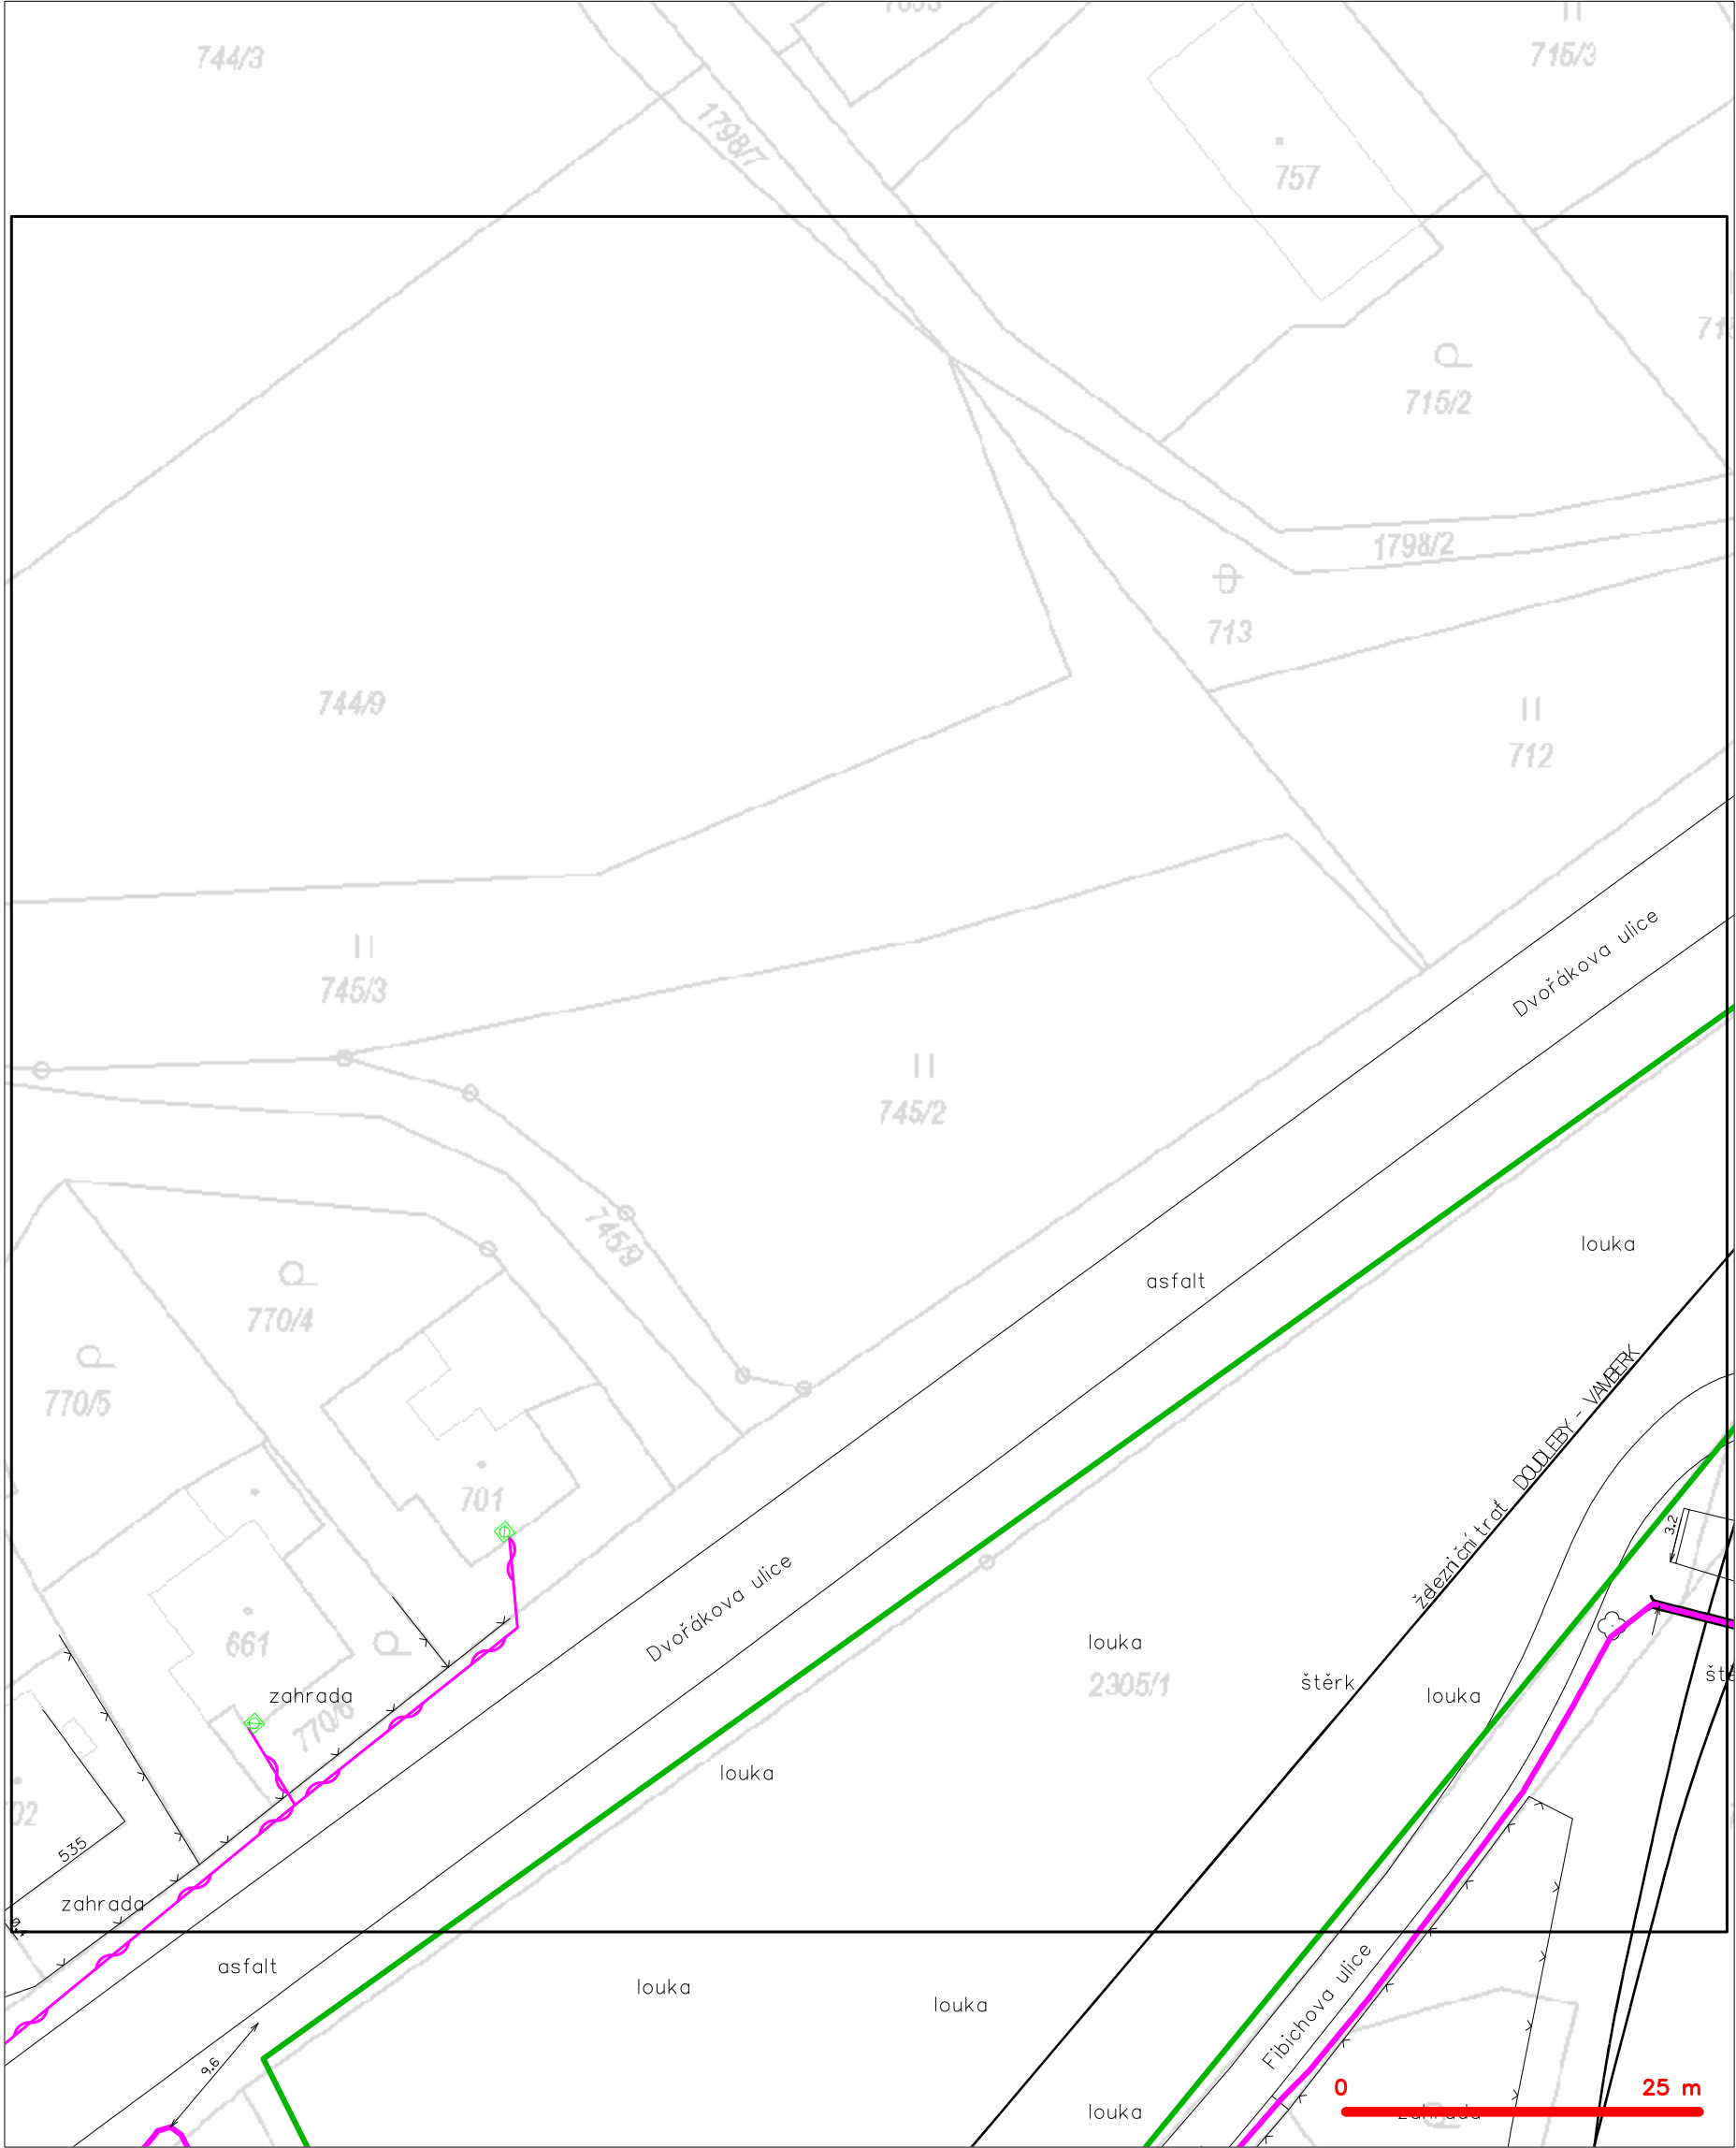 744/3
715/3
1798/7
757
715/2
1798/2
713
744/9
712
Dvořákova ulice
745/3
745/2
745/9
louka
asfalt
770/4
770/5
železniční trať DOUDLEBY - VAMBERK
701
3.2
Dvořákova ulice
661
louka
2305/1
štěrk
louka
zahrada
770/6
louka
535
zahrada
asfalt
louka
louka
Fibichova ulice
9.6
0
25 m
louka
zahrada